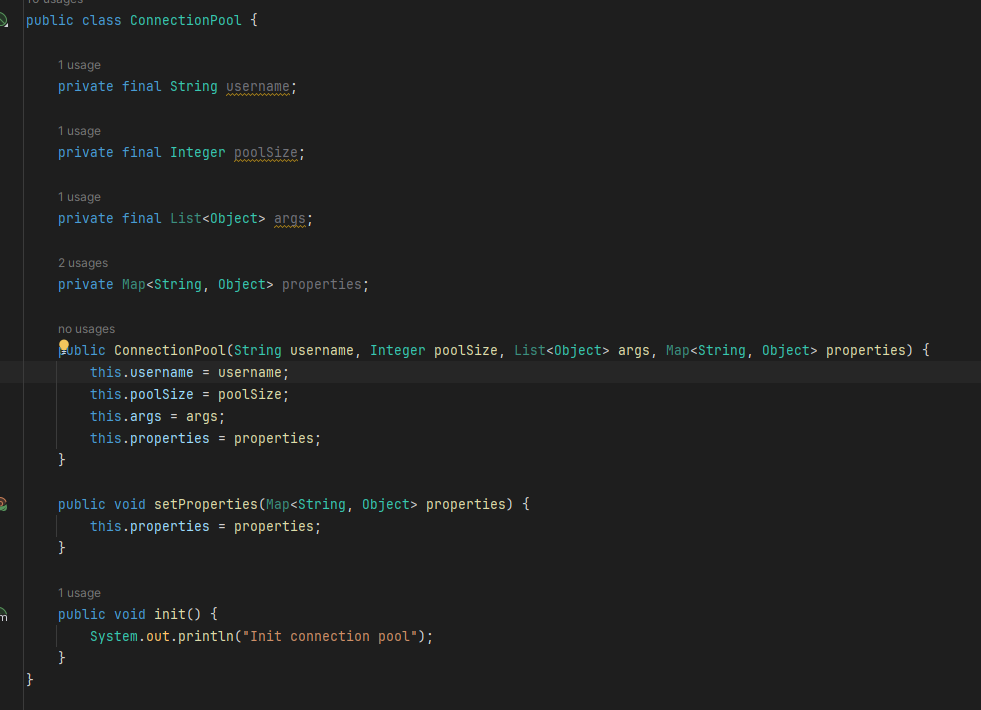 usages
public class ConnectionPool {
1 usage
private final String username;
1 usage
private final Integer poolSize;
1 usage
private final List<Object> args;
2 usages
private Map<String, Object> properties;
no usages
public ConnectionPool(String username, Integer poolSize, List<Object> args, Map<String, Object> properties) {
this.username = username;
this.poolSize = poolSize;
this.args = args;
this.properties = properties;
}
public void setProperties(Map<String, Object> properties) {
this.properties = properties;
}
1 usage
public void init() {
System.out.println("Init connection pool");
}
}